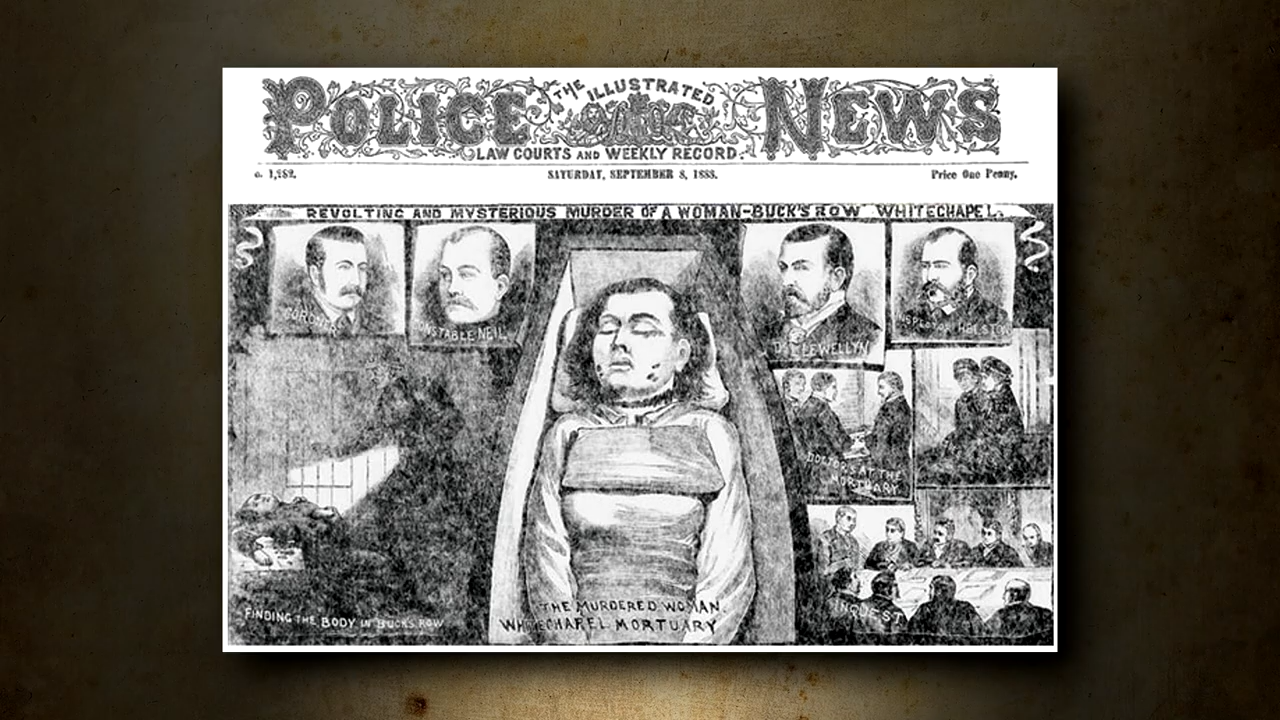 THE ILLUSTRATED
POLICE NEWS
LAW COURTS AND WEEKLY RECORD.
SATURDAY, SEPTEMBER 8, 1888.
Price One Penny.
REVOLTING AND MYSTERIOUS MURDER OF A WOMAN-BUCK'S ROW WHITECHAPEL.
CORONER
CONSTABLE NEIL
DR LLEWELLYN
INSPECTOR HELSTON
DOCTORS AT THE
MORTUARY
FINDING THE BODY IN BUCKS ROW
THE MURDERED WOMAN
WHITECHAPEL MORTUARY
INQUEST